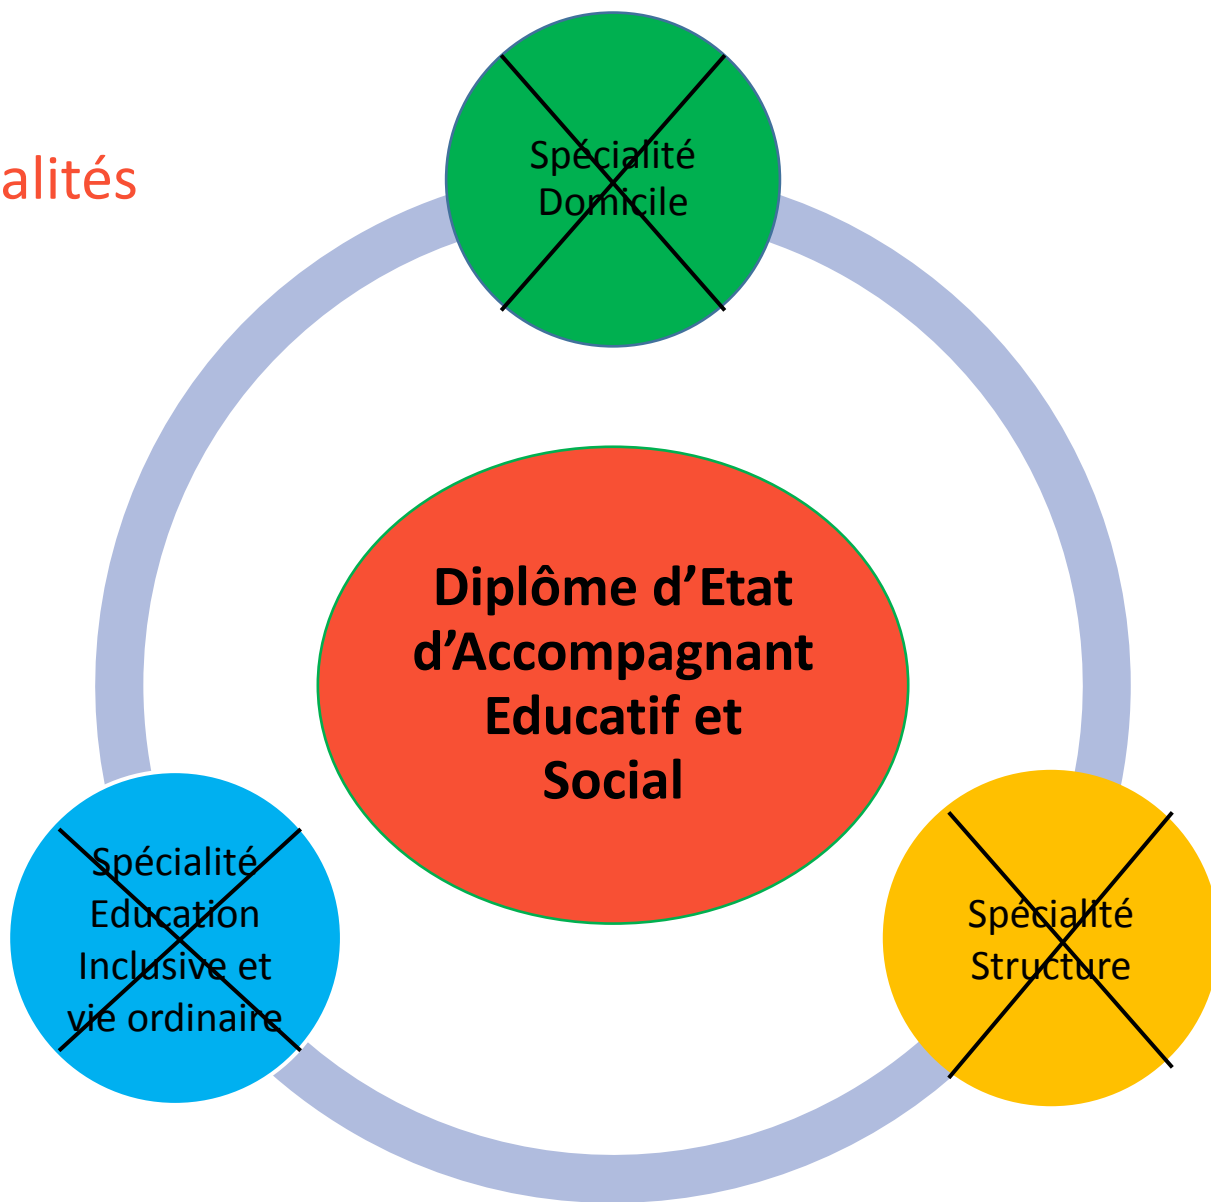 Spécialité
Domicile
alités
Diplôme d’Etat
d’Accompagnant
Educatif et
Social
Spécialité
Education
Inclusive et
vie ordinaire
Spécialité
Structure